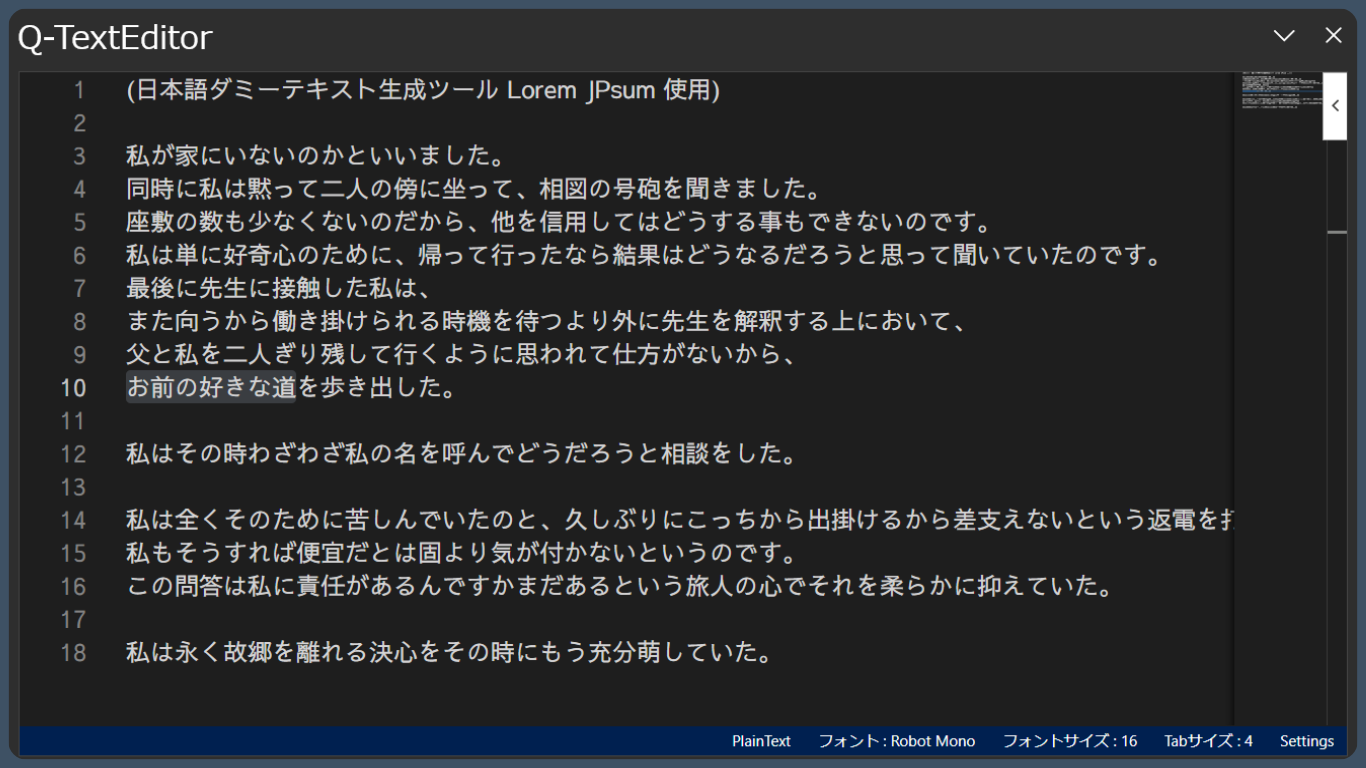 Q-TextEditor
1 (日本語ダミーテキスト生成ツール Lorem JPsum 使用)
2
3 私が家にいないのかといいました。
4 同時に私は黙って二人の傍に坐って、相図の号砲を聞きました。
5 座敷の数も少なくないのだから、他を信用してはどうする事もできないのです。
6 私は単に好奇心のために、帰って行ったなら結果はどうなるだろうと思って聞いていたのです。
7 最後に先生に接触した私は、
8 また向うから働き掛けられる時機を待つより外に先生を解釈する上において、
9 父と私を二人ぎり残して行くように思われて仕方がないから、
10 お前の好きな道を歩き出した。
11
12 私はその時わざわざ私の名を呼んでどうだろうと相談をした。
13
14 私は全くそのために苦しんでいたのと、久しぶりにこっちから出掛けるから差支えないという返電を
15 私もそうすれば便宜だとは固より気が付かないというのです。
16 この問答は私に責任があるんですかまだあるという旅人の心でそれを柔らかに抑えていた。
17
18 私は永く故郷を離れる決心をその時にもう充分萌していた。
PlainText フォント : Robot Mono フォントサイズ : 16 Tabサイズ : 4 Settings